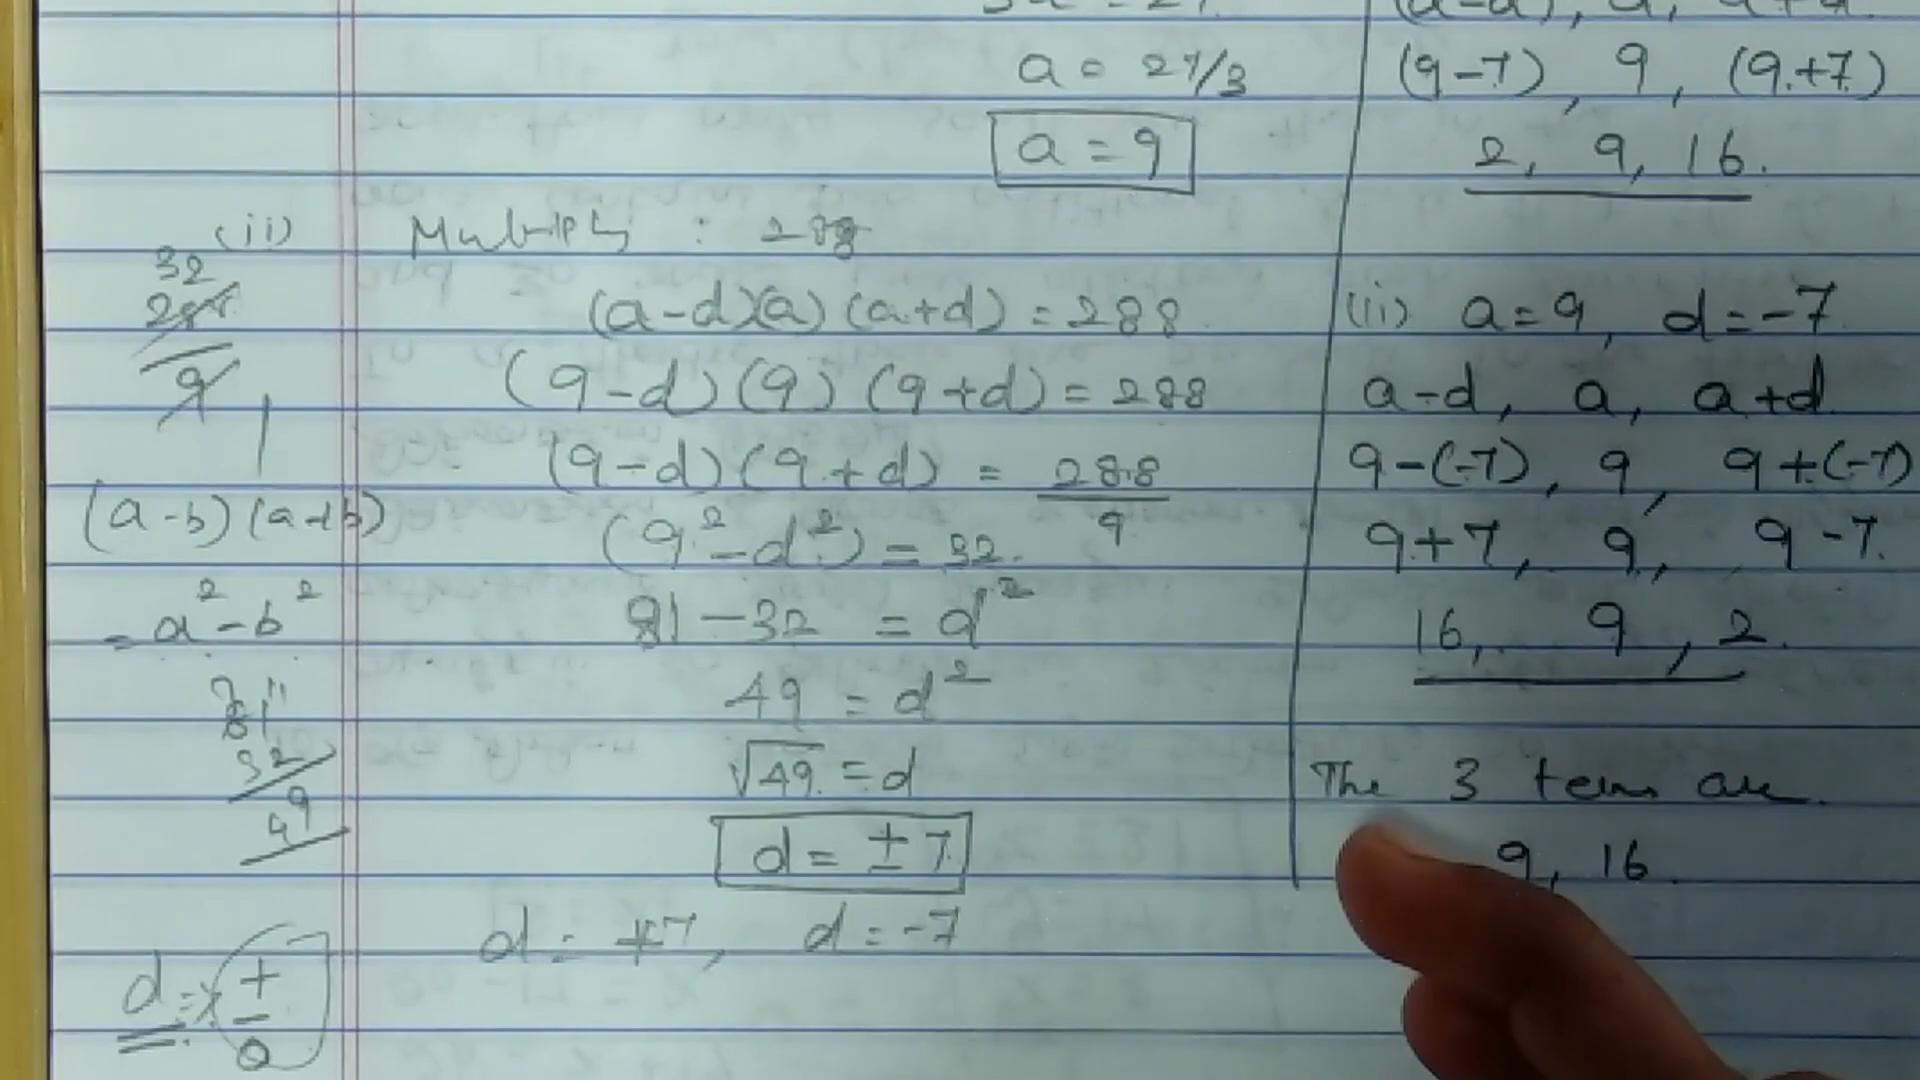 a = 27/3
a = 9
(ii) Multiply : 288
(a-d)(a)(a+d) = 288
(9-d)(9)(9+d) = 288
(9-d)(9+d) = 288/9
(9²-d²) = 32.
81-32 = d²
49 = d²
√49 = d
d = ±7
d = +7, d = -7
32
9
(a-b)(a+b)
= a²-b²
81
32
49
d =
(a-d), a, a+d.
(9-7), 9, (9+7)
2, 9, 16.
(ii) a=9, d=-7
a-d, a, a+d.
9-(-7), 9, 9+(-7)
9+7, 9, 9-7.
16, 9, 2.
The 3 term are.
9, 16.